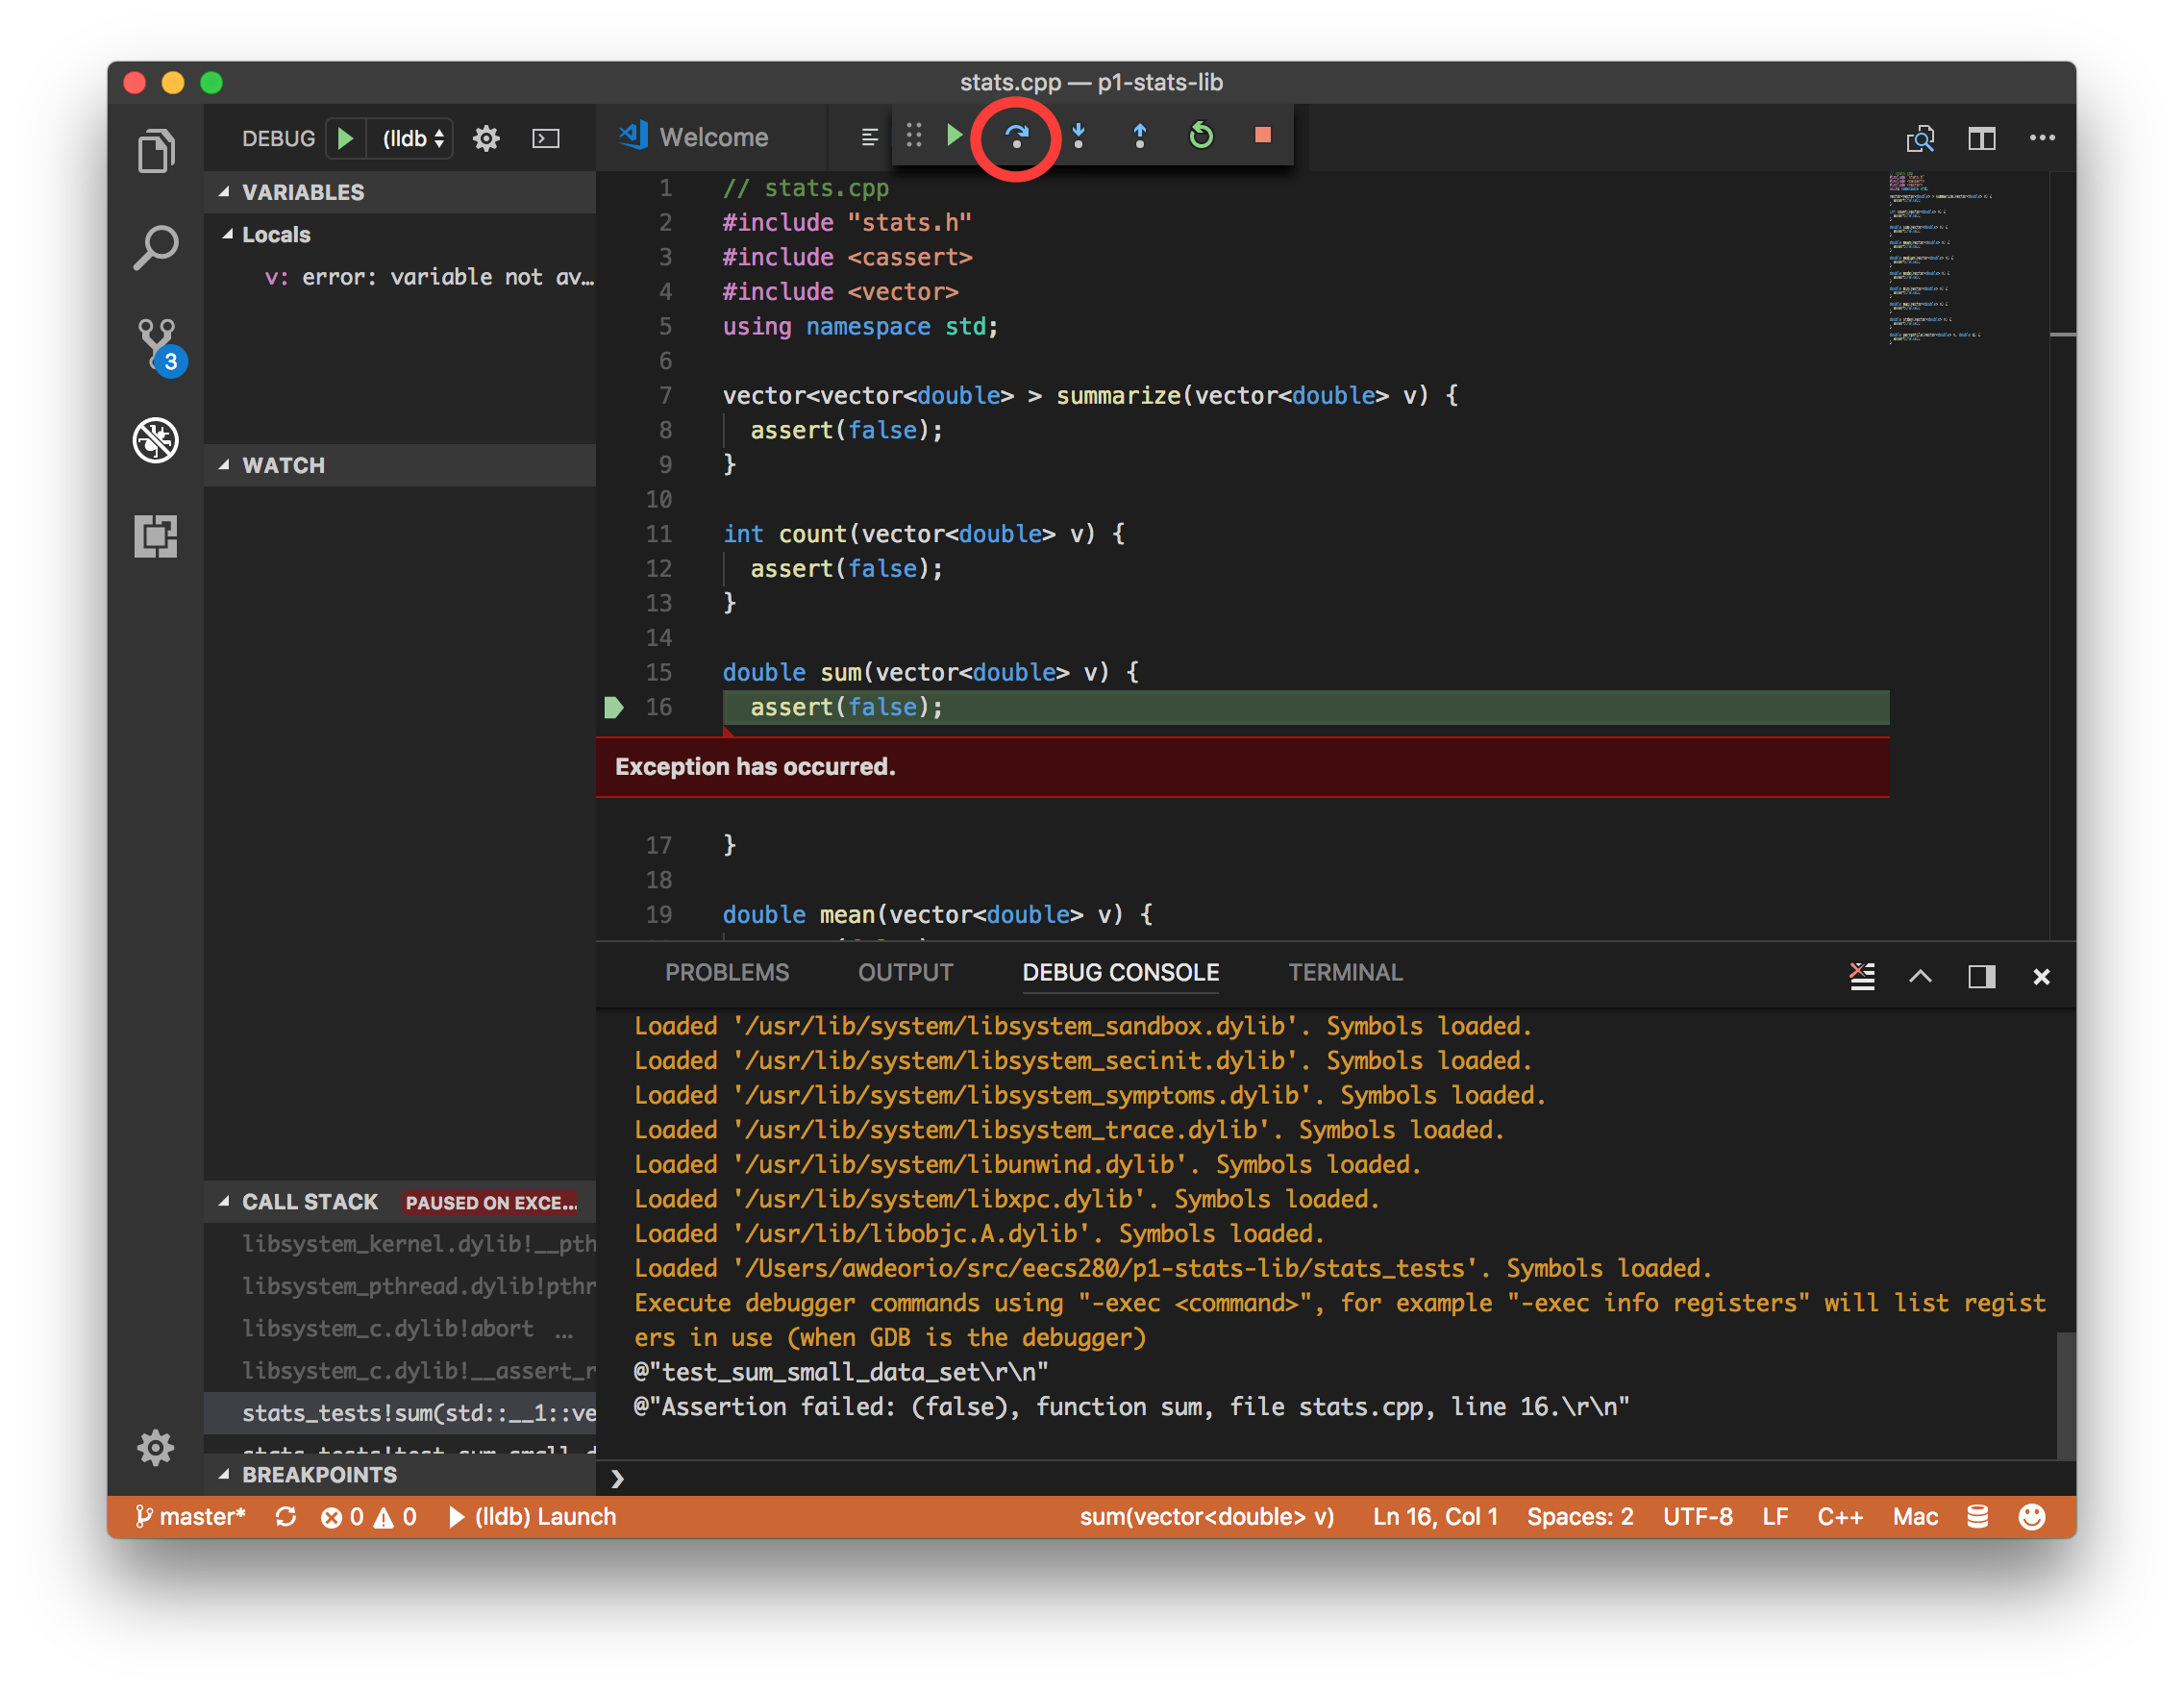 stats.cpp — p1-stats-lib
DEBUG
(lldb
Welcome
VARIABLES
Locals
v: error: variable not av…
3
WATCH
1 // stats.cpp
2 #include "stats.h"
3 #include <cassert>
4 #include <vector>
5 using namespace std;
6
7 vector<vector<double> > summarize(vector<double> v) {
8 assert(false);
9 }
10
11 int count(vector<double> v) {
12 assert(false);
13 }
14
15 double sum(vector<double> v) {
16 assert(false);
Exception has occurred.
17 }
18
19 double mean(vector<double> v) {
PROBLEMS OUTPUT DEBUG CONSOLE TERMINAL
Loaded '/usr/lib/system/libsystem_sandbox.dylib'. Symbols loaded.
Loaded '/usr/lib/system/libsystem_secinit.dylib'. Symbols loaded.
Loaded '/usr/lib/system/libsystem_symptoms.dylib'. Symbols loaded.
Loaded '/usr/lib/system/libsystem_trace.dylib'. Symbols loaded.
Loaded '/usr/lib/system/libunwind.dylib'. Symbols loaded.
Loaded '/usr/lib/system/libxpc.dylib'. Symbols loaded.
Loaded '/usr/lib/libobjc.A.dylib'. Symbols loaded.
Loaded '/Users/awdeorio/src/eecs280/p1-stats-lib/stats_tests'. Symbols loaded.
Execute debugger commands using "-exec <command>", for example "-exec info registers" will list regist
ers in use (when GDB is the debugger)
@"test_sum_small_data_set\r\n"
@"Assertion failed: (false), function sum, file stats.cpp, line 16.\r\n"
CALL STACK PAUSED ON EXCE…
libsystem_kernel.dylib!__pth
libsystem_pthread.dylib!pthr
libsystem_c.dylib!abort …
libsystem_c.dylib!__assert_r
stats_tests!sum(std::__1::ve
stats_tests!test_sum_small_d
BREAKPOINTS
master* 0 0 (lldb) Launch
sum(vector<double> v) Ln 16, Col 1 Spaces: 2 UTF-8 LF C++ Mac